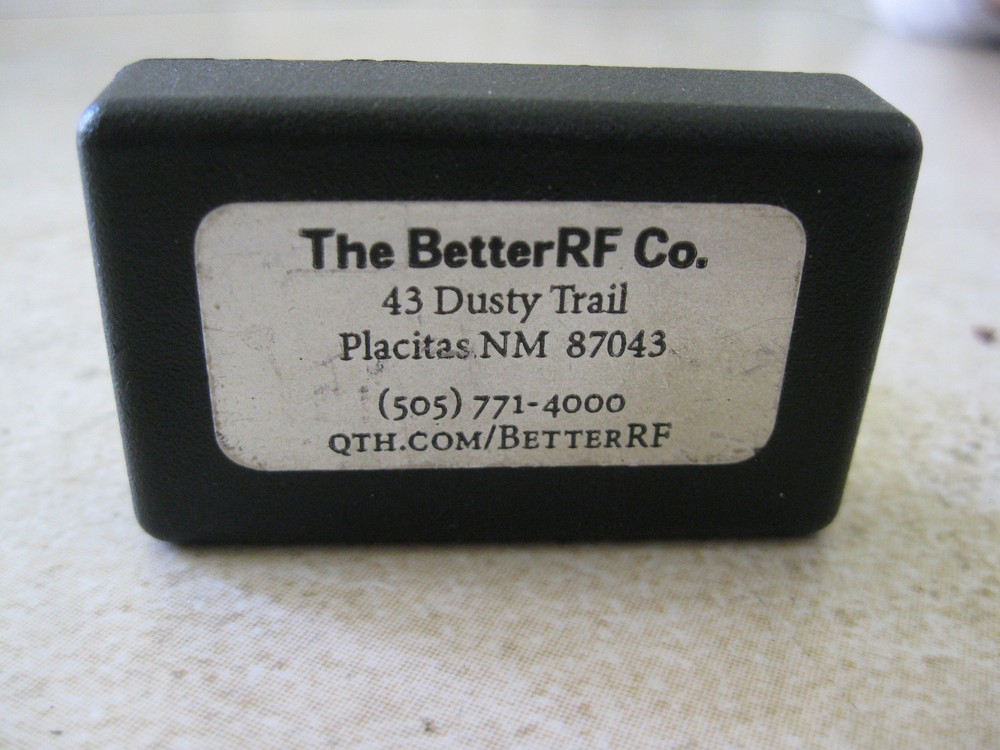 The BetterRF Co.
43 Dusty Trail
Placitas NM 87043
(505) 771-4000
QTH.COM/BETTERRF